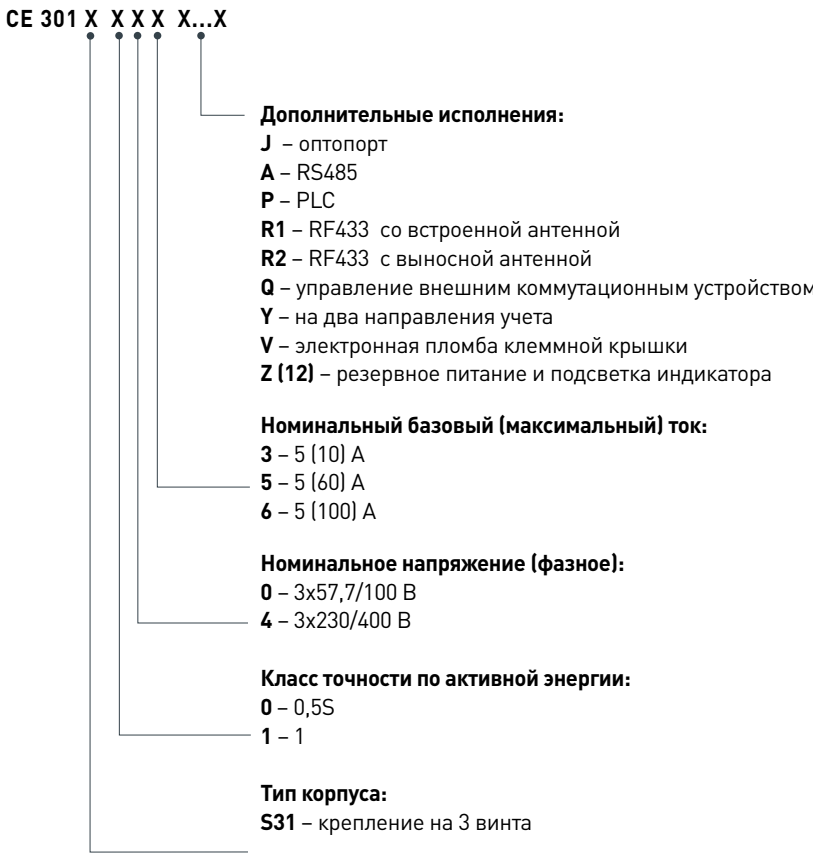 CE 301 X X X X X...X
Дополнительные исполнения:
J – оптопорт
A – RS485
P – PLC
R1 – RF433 со встроенной антенной
R2 – RF433 с выносной антенной
Q – управление внешним коммутационным устройством
Y – на два направления учета
V – электронная пломба клеммной крышки
Z (12) – резервное питание и подсветка индикатора
Номинальный базовый (максимальный) ток:
3 – 5 (10) А
5 – 5 (60) А
6 – 5 (100) А
Номинальное напряжение (фазное):
0 – 3x57,7/100 В
4 – 3x230/400 В
Класс точности по активной энергии:
0 – 0,5S
1 – 1
Тип корпуса:
S31 – крепление на 3 винта